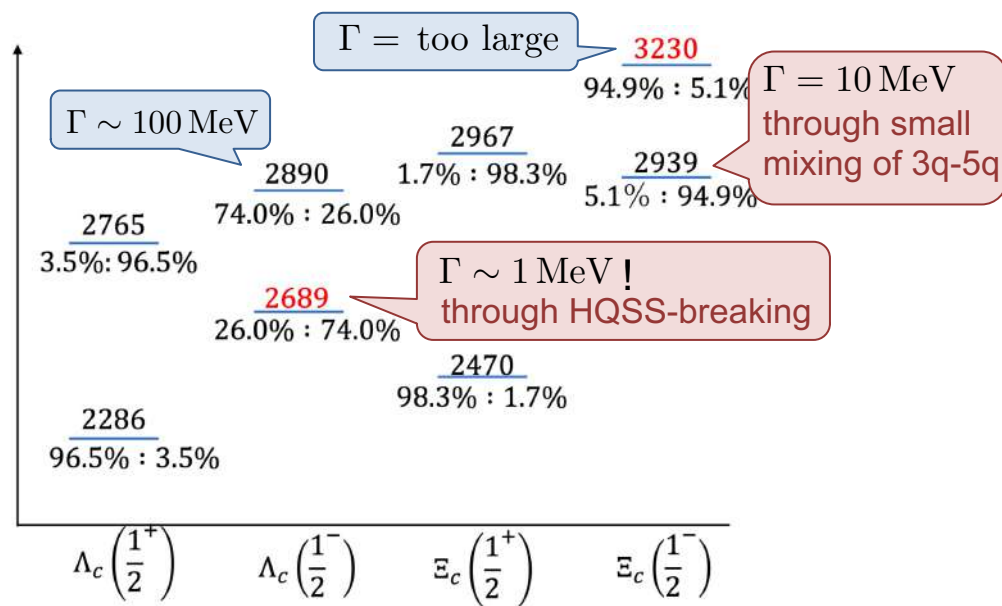 Γ = too large
3230
94.9% : 5.1%
Γ = 10 MeV
through small
mixing of 3q-5q
Γ ∼ 100 MeV
2967
1.7% : 98.3%
2939
5.1% : 94.9%
2890
74.0% : 26.0%
2765
3.5%: 96.5%
Γ ∼ 1 MeV !
through HQSS-breaking
2689
26.0% : 74.0%
2470
98.3% : 1.7%
2286
96.5% : 3.5%
Λc(1/2⁺) Λc(1/2⁻) Ξc(1/2⁺) Ξc(1/2⁻)